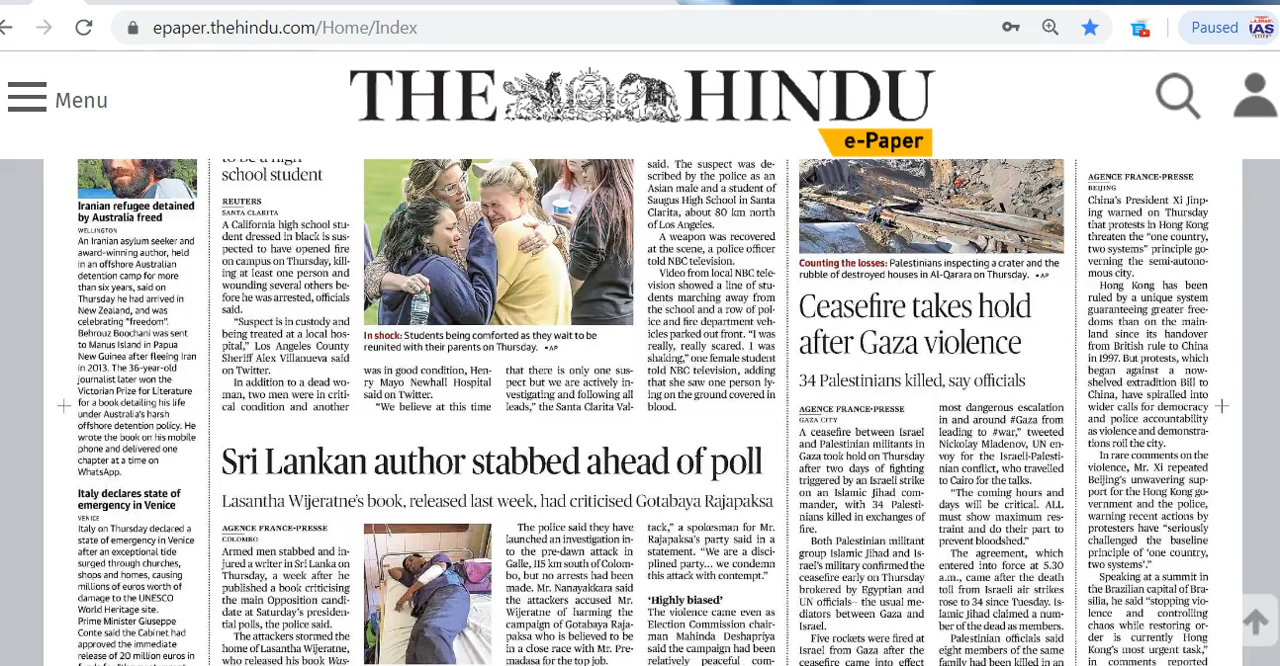 epaper.thehindu.com/Home/Index
Paused
IAS
Menu
THE HINDU
e-Paper
Iranian refugee detained
by Australia freed
WELLINGTON
An Iranian asylum seeker and
award-winning author, held
in an offshore Australian
detention camp for more
than six years, said on
Thursday he had arrived in
New Zealand, and was
celebrating "freedom".
Behrouz Boochani was sent
to Manus Island in Papua
New Guinea after fleeing Iran
in 2013. The 36-year-old
journalist later won the
Victorian Prize for Literature
for a book detailing his life
under Australia's harsh
offshore detention policy. He
wrote the book on his mobile
phone and delivered one
chapter at a time on
WhatsApp.
Italy declares state of
emergency in Venice
VENICE
Italy on Thursday declared a
state of emergency in Venice
after an exceptional tide
surged through churches,
shops and homes, causing
millions of euros worth of
damage to the UNESCO
World Heritage site.
Prime Minister Giuseppe
Conte said the Cabinet had
approved the immediate
release of 20 million euros in
to be a high
school student
REUTERS
SANTA CLARITA
A California high school stu-
dent dressed in black is sus-
pected to have opened fire
on campus on Thursday, kill-
ing at least one person and
wounding several others be-
fore he was arrested, officials
said.
"Suspect is in custody and
being treated at a local hosp-
pital," Los Angeles County
Sheriff Alex Villanueva said
on Twitter.
In addition to a dead wo-
man, two men were in criti-
cal condition and another
In shock: Students being comforted as they wait to be
reunited with their parents on Thursday. • AP
was in good condition, Hen-
ry Mayo Newhall Hospital
said on Twitter.
"We believe at this time
that there is only one sus-
pect but we are actively in-
vestigating and following all
leads," the Santa Clarita Val-
said. The suspect was de-
scribed by the police as an
Asian male and a student of
Saugus High School in Santa
Clarita, about 80 km north
of Los Angeles.
A weapon was recovered
at the scene, a police officer
told NBC television.
Video from local NBC tele-
vision showed a line of stu-
dents marching away from
the school and a row of pol-
ice and fire department veh-
icles parked out front. "I was
really, really scared. I was
shaking," one female student
told NBC television, adding
that she saw one person ly-
ing on the ground covered in
blood.
Sri Lankan author stabbed ahead of poll
Lasantha Wijeratne's book, released last week, had criticised Gotabaya Rajapaksa
AGENCE FRANCE-PRESSE
COLOMBO
Armed men stabbed and in-
jured a writer in Sri Lanka on
Thursday, a week after he
published a book criticising
the main Opposition candi-
date at Saturday's presiden-
tial polls, the police said.
The attackers stormed the
home of Lasantha Wijeratne,
who released his book Was-
The police said they have
launched an investigation in-
to the pre-dawn attack in
Galle, 115 km south of Colom-
bo, but no arrests had been
made. Mr. Nanayakkara said
the attackers accused Mr.
Wijeratne of harming the
campaign of Gotabaya Raja-
paksa who is believed to be
in a close race with Mr. Pre-
madasa for the top job.
tack," a spokesman for Mr.
Rajapaksa's party said in a
statement. "We are a disci-
plined party... we condemn
this attack with contempt."
'Highly biased'
The violence came even as
Election Commission chair-
man Mahinda Deshapriya
said the campaign had been
relatively peaceful com-
Counting the losses: Palestinians inspecting a crater and the
rubble of destroyed houses in Al-Qarara on Thursday. • AP
Ceasefire takes hold
after Gaza violence
34 Palestinians killed, say officials
AGENCE FRANCE-PRESSE
GAZA CITY
A ceasefire between Israel
and Palestinian militants in
Gaza took hold on Thursday
after two days of fighting
triggered by an Israeli strike
on an Islamic Jihad com-
mander, with 34 Palesti-
nians killed in exchanges of
fire.
Both Palestinian militant
group Islamic Jihad and Is-
rael's military confirmed the
ceasefire early on Thursday
brokered by Egyptian and
UN officials— the usual me-
diators between Gaza and
Israel.
Five rockets were fired at
Israel from Gaza after the
ceasefire came into effect
most dangerous escalation
in and around #Gaza from
leading to #war," tweeted
Nickolay Mladenov, UN en-
voy for the Israeli-Palesti-
nian conflict, who travelled
to Cairo for the talks.
"The coming hours and
days will be critical. ALL
must show maximum res-
traint and do their part to
prevent bloodshed."
The agreement, which
entered into force at 5.30
a.m., came after the death
toll from Israeli air strikes
rose to 34 since Tuesday. Is-
lamic Jihad claimed a num-
ber of the dead as members.
Palestinian officials said
eight members of the same
family had been killed in an
AGENCE FRANCE-PRESSE
BEIJING
China's President Xi Jinp-
ing warned on Thursday
that protests in Hong Kong
threaten the "one country,
two systems" principle go-
verning the semi-autono-
mous city.
Hong Kong has been
ruled by a unique system
guaranteeing greater free-
doms than on the main-
land since its handover
from British rule to China
in 1997. But protests, which
began against a now-
shelved extradition Bill to
China, have spiralled into
wider calls for democracy
and police accountability
as violence and demonstra-
tions roll the city.
In rare comments on the
violence, Mr. Xi repeated
Beijing's unwavering sup-
port for the Hong Kong go-
vernment and the police,
warning recent actions by
protesters have "seriously
challenged the baseline
principle of 'one country,
two systems'."
Speaking at a summit in
the Brazilian capital of Bra-
silia, he said "stopping vio-
lence and controlling
chaos while restoring or-
der is currently Hong
Kong's most urgent task,"
in comments report-